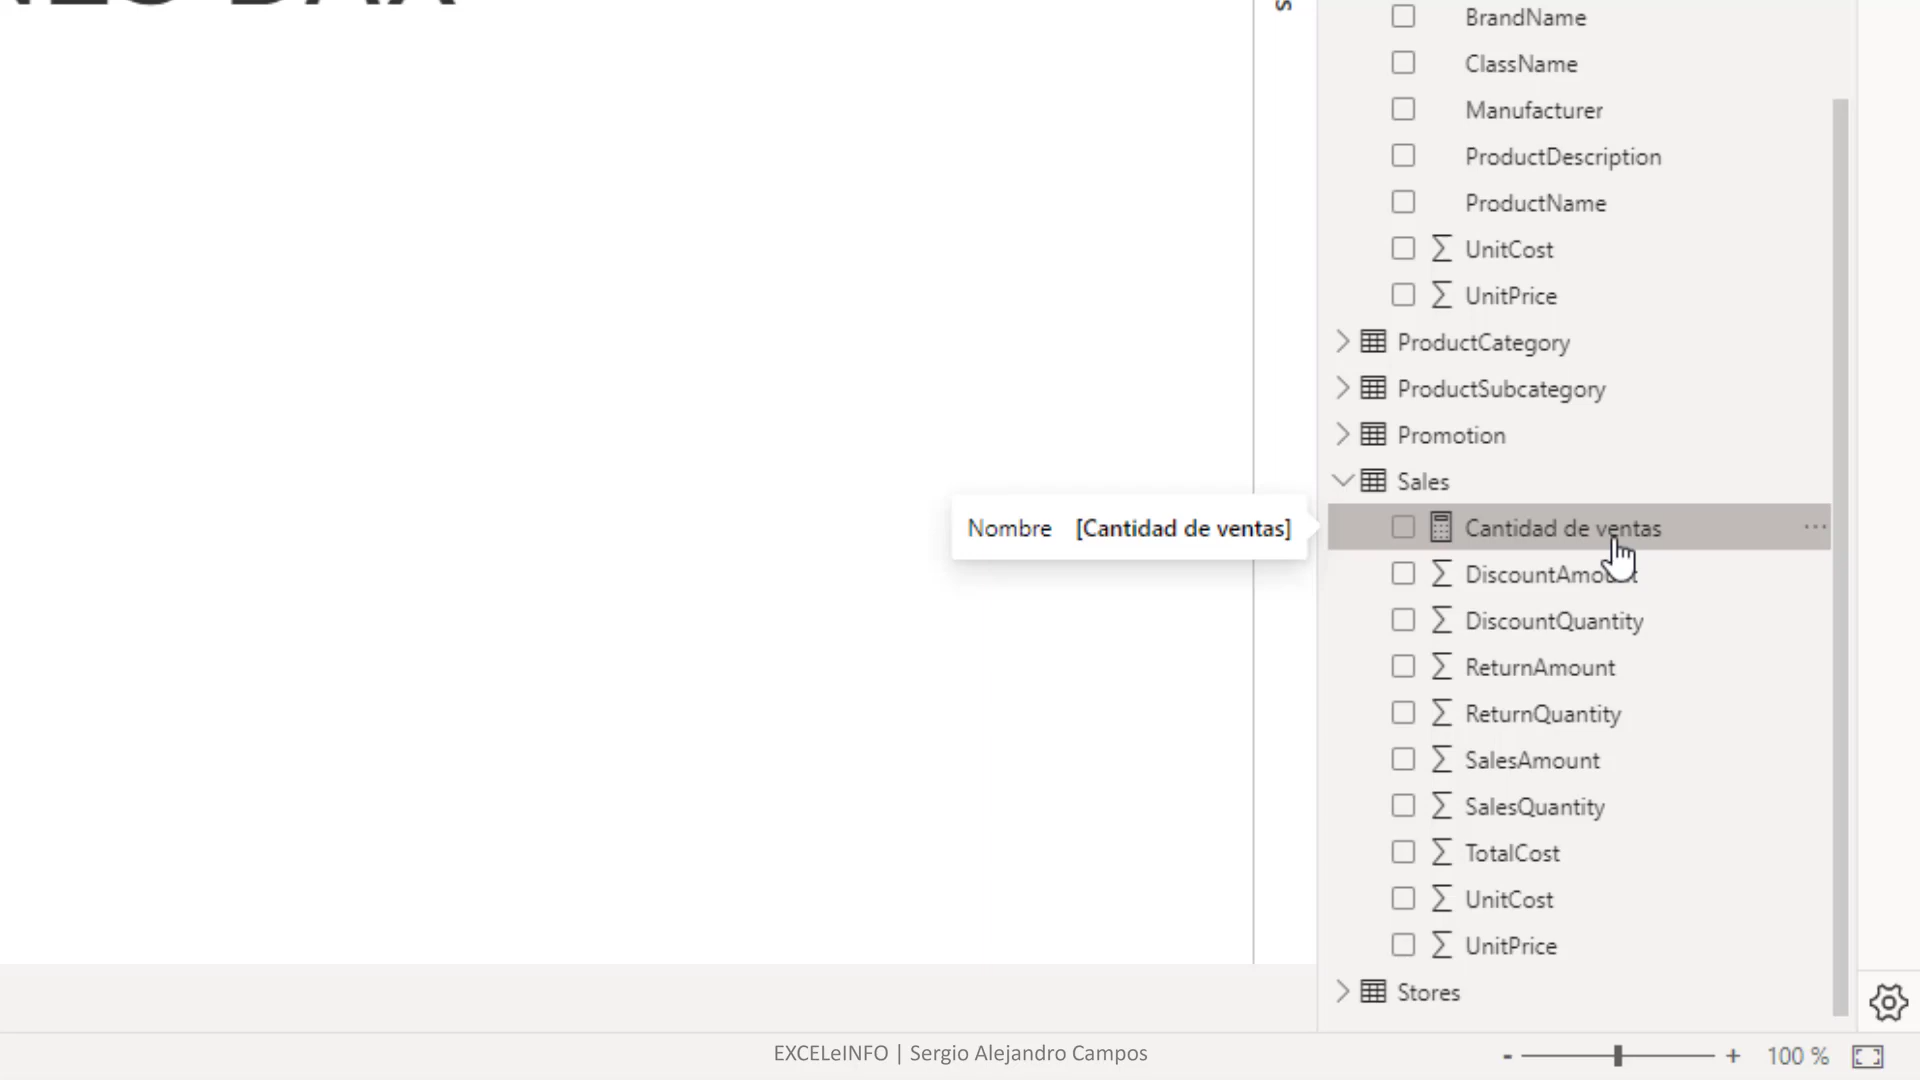 BrandName
ClassName
Manufacturer
ProductDescription
ProductName
UnitCost
UnitPrice
ProductCategory
ProductSubcategory
Promotion
Sales
Nombre [Cantidad de ventas]
Cantidad de ventas
DiscountAmount
DiscountQuantity
ReturnAmount
ReturnQuantity
SalesAmount
SalesQuantity
TotalCost
UnitCost
UnitPrice
Stores
EXCELeINFO | Sergio Alejandro Campos
- + 100 %